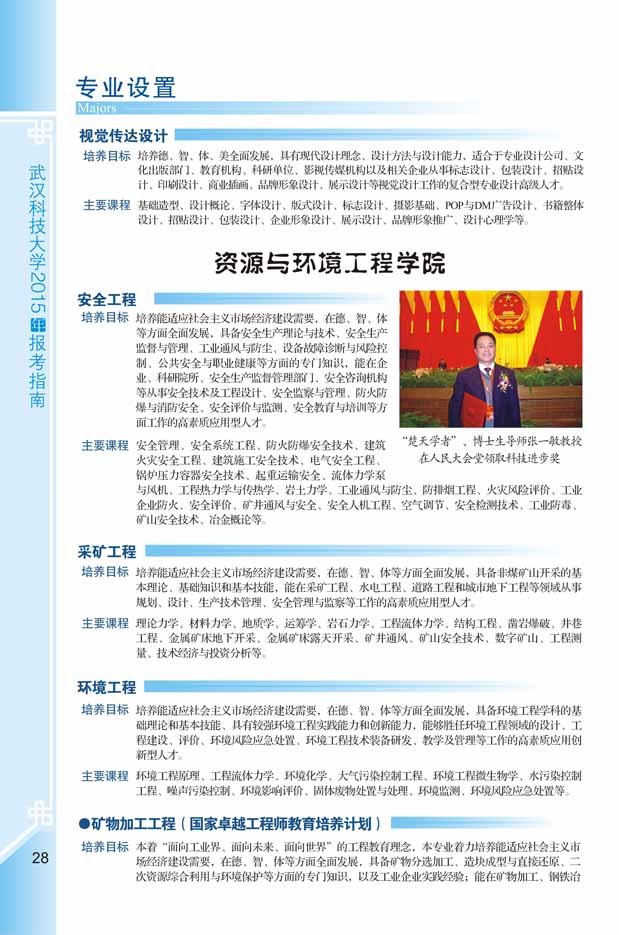 专业设置
Majors
视觉传达设计
培养目标 培养德、智、体、美全面发展，具有现代设计理念、设计方法与设计能力，适合于专业设计公司、文
化出版部门、教育机构、科研单位、影视传媒机构以及相关企业从事标志设计、包装设计、招贴设
计、印刷设计、商业插画、品牌形象设计、展示设计等视觉设计工作的复合型专业设计高级人才。
主要课程 基础造型、设计概论、字体设计、版式设计、标志设计、摄影基础、POP与DM广告设计、书籍整体
设计、招贴设计、包装设计、企业形象设计、展示设计、品牌形象推广、设计心理学等。
资源与环境工程学院
安全工程
培养目标 培养能适应社会主义市场经济建设需要，在德、智、体
等方面全面发展，具备安全生产理论与技术、安全生产
监督与管理、工业通风与防尘、设备故障诊断与风险控
制、公共安全与职业健康等方面的专门知识，能在企
业、科研院所、安全生产监督管理部门、安全咨询机构
等从事安全技术及工程设计、安全监察与管理、防火防
爆与消防安全、安全评价与监测、安全教育与培训等方
面工作的高素质应用型人才。
“楚天学者”、博士生导师张一敏教授
在人民大会堂领取科技进步奖
主要课程 安全管理、安全系统工程、防火防爆安全技术、建筑
火灾安全工程、建筑施工安全技术、电气安全工程、
锅炉压力容器安全技术、起重运输安全、流体力学泵
与风机、工程热力学与传热学、岩土力学、工业通风与防尘、防排烟工程、火灾风险评价、工业
企业防火、安全评价、矿井通风与安全、安全人机工程、空气调节、安全检测技术、工业防毒、
矿山安全技术、冶金概论等。
采矿工程
培养目标 培养能适应社会主义市场经济建设需要，在德、智、体等方面全面发展，具备非煤矿山开采的基
本理论、基础知识和基本技能，能在采矿工程、水电工程、道路工程和城市地下工程等领域从事
规划、设计、生产技术管理、安全管理与监察等工作的高素质应用型人才。
主要课程 理论力学、材料力学、地质学、运筹学、岩石力学、工程流体力学、结构工程、凿岩爆破、井巷
工程、金属矿床地下开采、金属矿床露天开采、矿井通风、矿山安全技术、数字矿山、工程测
量、技术经济与投资分析等。
环境工程
培养目标 培养能适应社会主义市场经济建设需要，在德、智、体等方面全面发展，具备环境工程学科的基
础理论和基本技能、具有较强环境工程实践能力和创新能力，能够胜任环境工程领域的设计、工
程建设、评价、环境风险应急处置、环境工程技术装备研发、教学及管理等工作的高素质应用创
新型人才。
主要课程 环境工程原理、工程流体力学、环境化学、大气污染控制工程、环境工程微生物学、水污染控制
工程、噪声污染控制、环境影响评价、固体废物处置与处理、环境监测、环境风险应急处置等。
●矿物加工工程（国家卓越工程师教育培养计划）
培养目标 本着“面向工业界、面向未来、面向世界”的工程教育理念，本专业着力培养能适应社会主义市
场经济建设需要，在德、智、体等方面全面发展，具备矿物分选加工、造块成型与直接还原、二
次资源综合利用与环境保护等方面的专门知识，以及工业企业实践经验；能在矿物加工、钢铁冶
武汉科技大学2015年报考指南
28